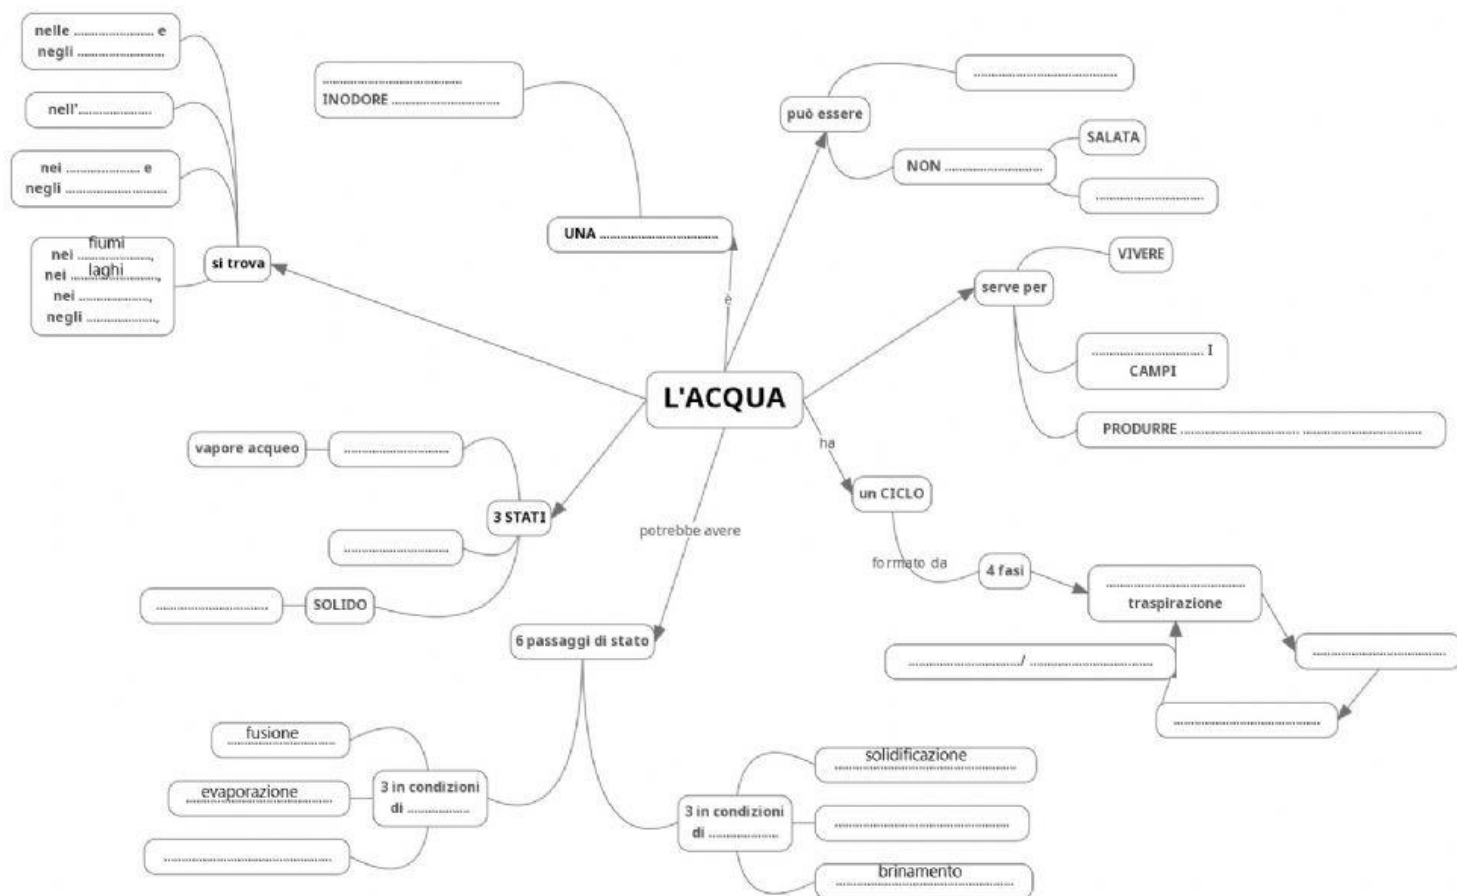 nelle ........................ e
negli ..........................
nell'......................
nei ...................... e
negli ...............................
fiumi
nei ......................,
laghi
nei ..........................,
nei ......................,
negli .....................,
si trova
..........................................
INODORE ................................
UNA ........................................
è
può essere
...........................................
NON .............................
SALATA
.........................................
serve per
VIVERE
.................................. I
CAMPI
PRODURRE .................................... ....................................
L'ACQUA
ha
un CICLO
formato da
4 fasi
..........................................
traspirazione
........................................
............................................
.................................../ .....................................
vapore acqueo
................................
3 STATI
................................
..................................
SOLIDO
potrebbe avere
6 passaggi di stato
fusione
.................................
evaporazione
............................................
...............................................
3 in condizioni
di ...................
3 in condizioni
di .....................
solidificazione
......................................................
....................................................
brinamento
......................................................